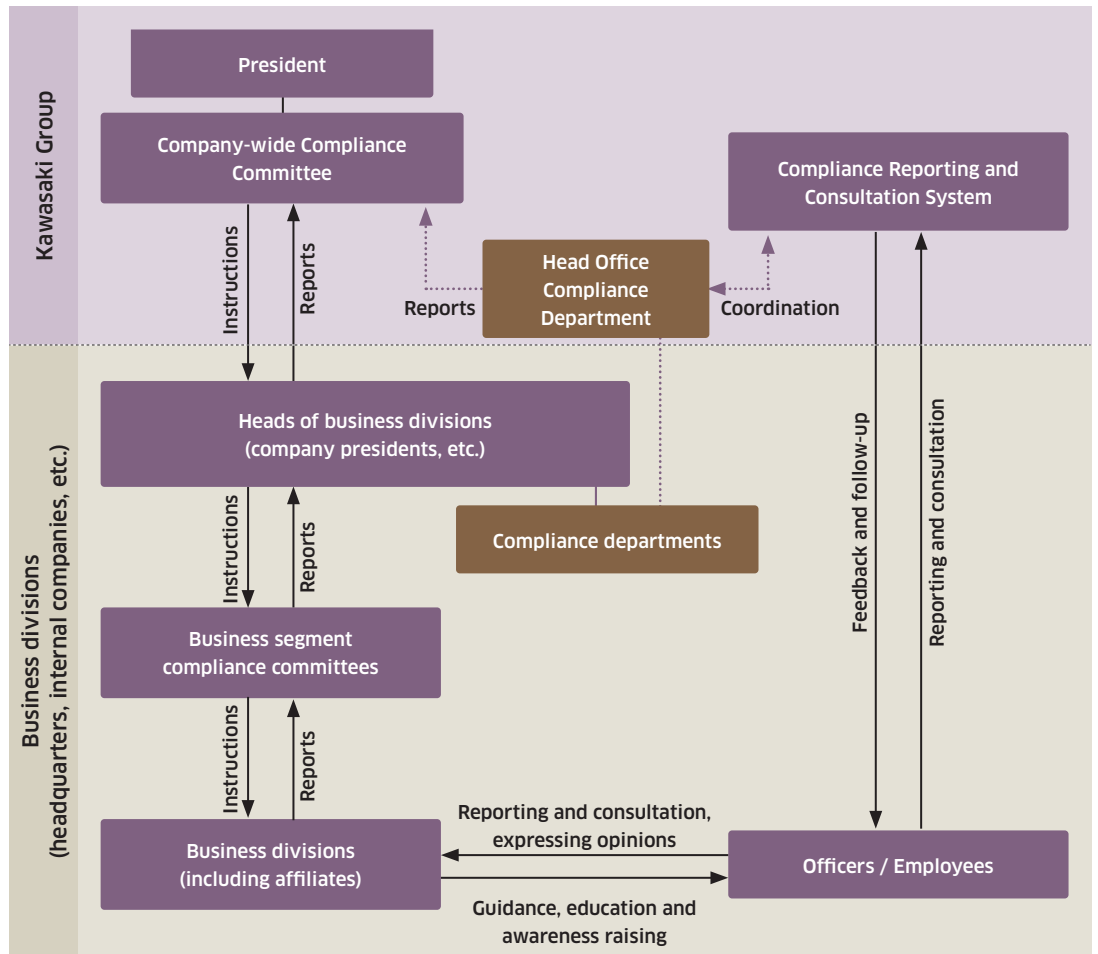 Kawasaki Group
President
Company-wide Compliance
Committee
Compliance Reporting and
Consultation System
Head Office
Compliance
Department
Instructions
Reports
Reports
Coordination
Business divisions
(headquarters, internal companies, etc.)
Heads of business divisions
(company presidents, etc.)
Compliance departments
Instructions
Reports
Feedback and follow-up
Reporting and consultation
Business segment
compliance committees
Instructions
Reports
Reporting and consultation,
expressing opinions
Business divisions
(including affiliates)
Officers / Employees
Guidance, education and
awareness raising